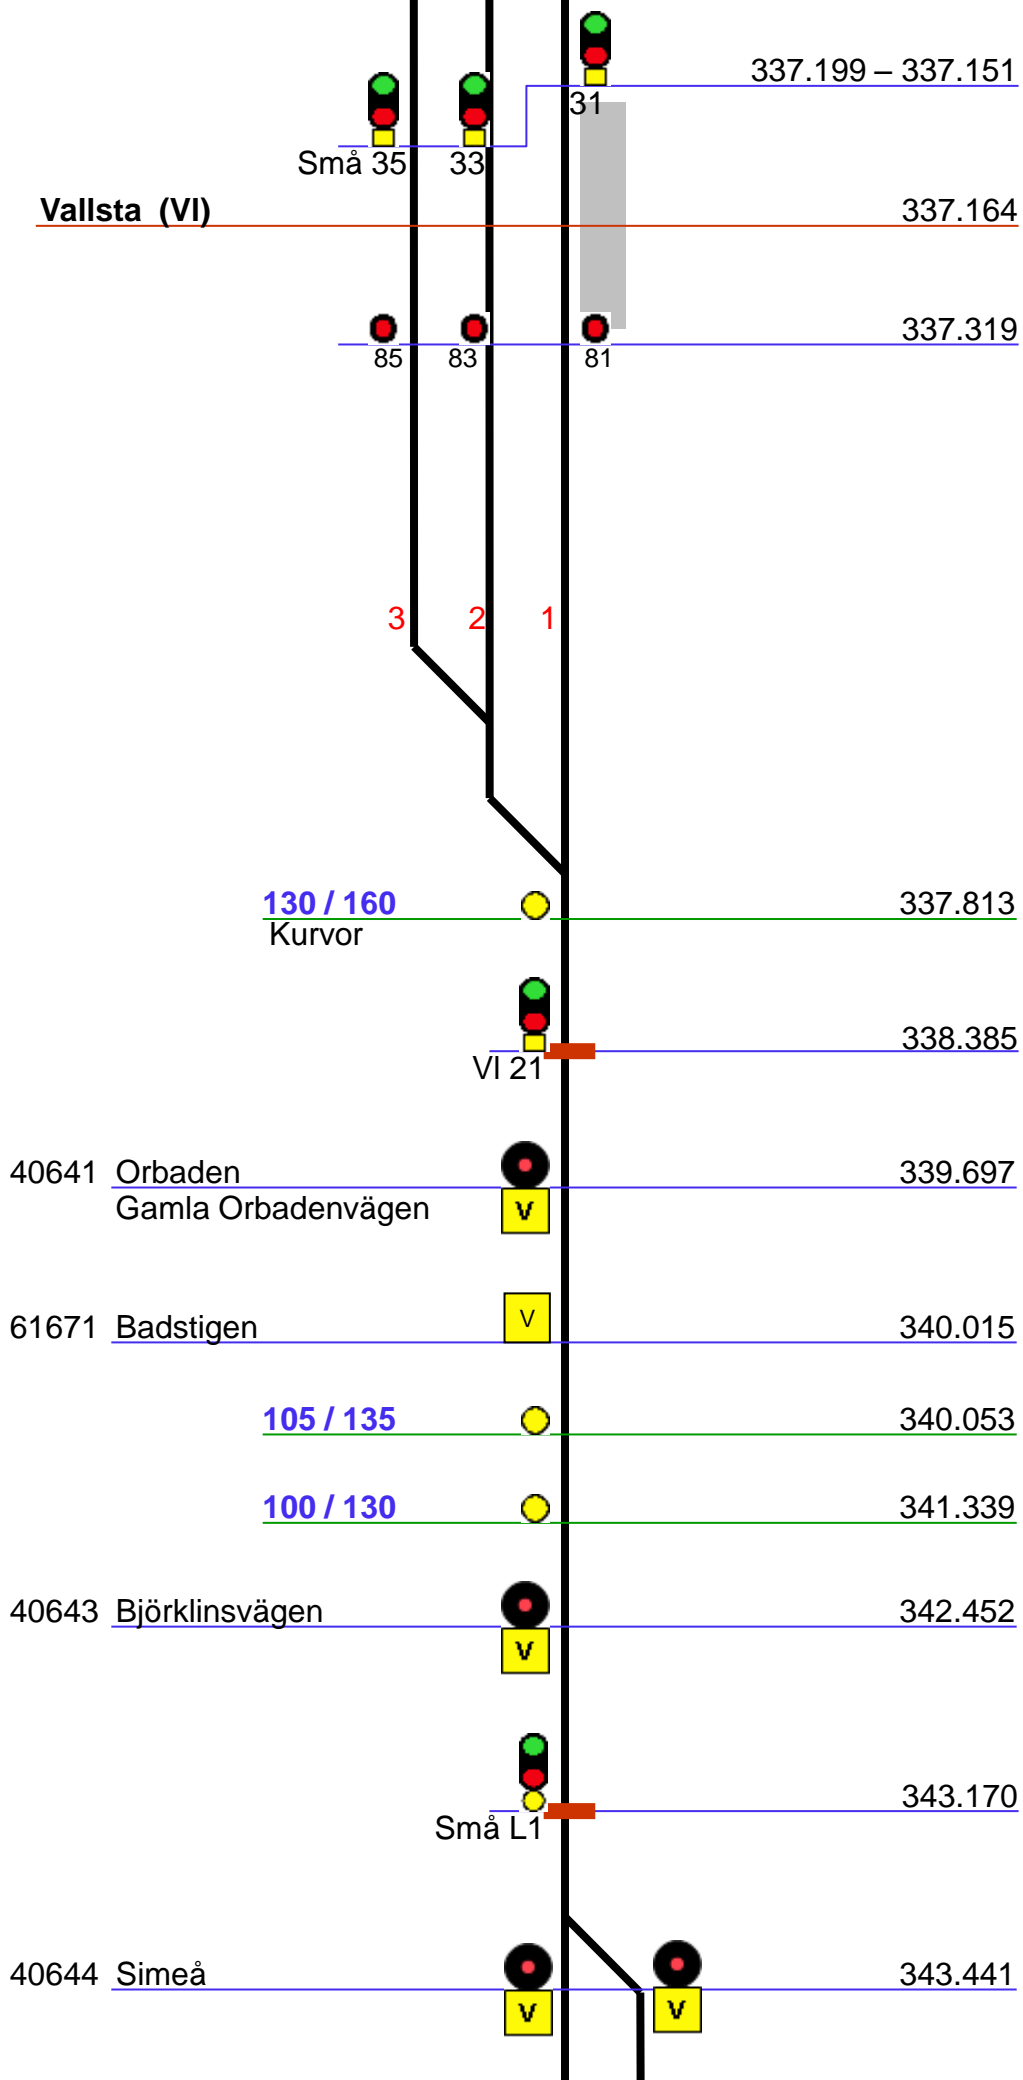 337.199 – 337.151
31
Små 35 33
Vallsta (Vl) 337.164
337.319
85 83 81
3 2 1
130 / 160 337.813
Kurvor
338.385
Vl 21
40641 Orbaden 339.697
Gamla Orbadenvägen V
61671 Badstigen V 340.015
105 / 135 340.053
100 / 130 341.339
40643 Björklinsvägen 342.452
V
343.170
Små L1
40644 Simeå 343.441
V V